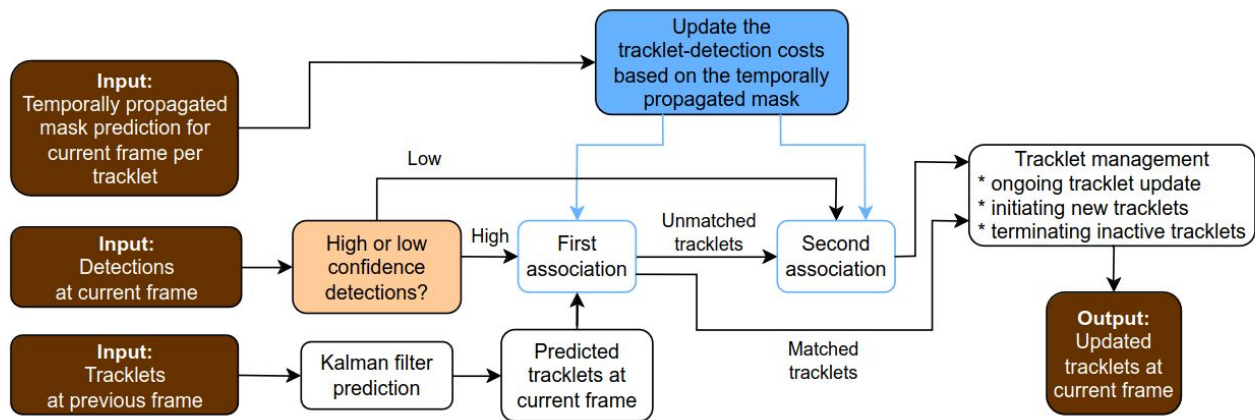 Input:
Temporally propagated
mask prediction for
current frame per
tracklet
Update the
tracklet-detection costs
based on the temporally
propagated mask
Low
Input:
Detections
at current frame
High or low
confidence
detections?
High
First
association
Unmatched
tracklets
Second
association
Tracklet management
* ongoing tracklet update
* initiating new tracklets
* terminating inactive tracklets
Input:
Tracklets
at previous frame
Kalman filter
prediction
Predicted
tracklets at
current frame
Matched
tracklets
Output:
Updated
tracklets at
current frame